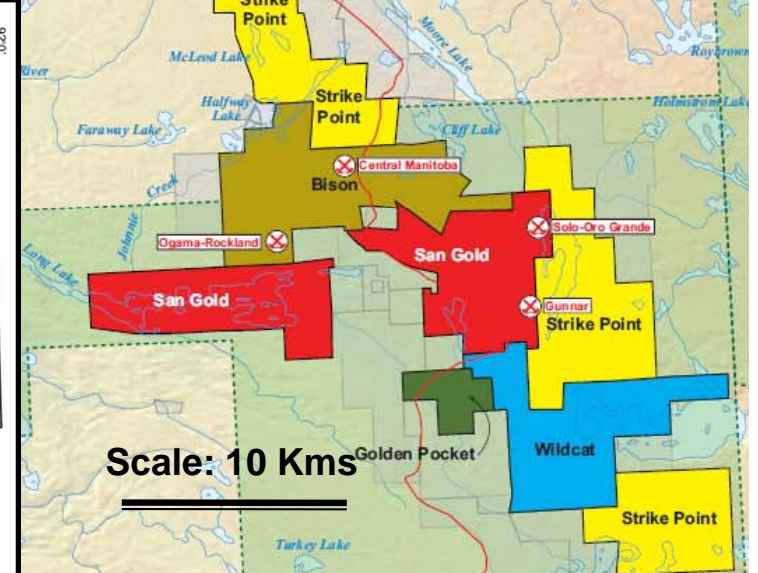 92°0'
Strike
Point
Moore Lake
McLeod Lake
River
Roybrown
Strike
Point
Halfway
Lake
Holmstrom Lake
Faraway Lake
Cliff Lake
Central Manitoba
Bison
Creek
Johnnie
Ogama-Rockland
Solo-Oro Grande
San Gold
Long Lake
San Gold
Gunnar
Strike Point
Scale: 10 Kms
Golden Pocket
Wildcat
Strike Point
Turkey Lake